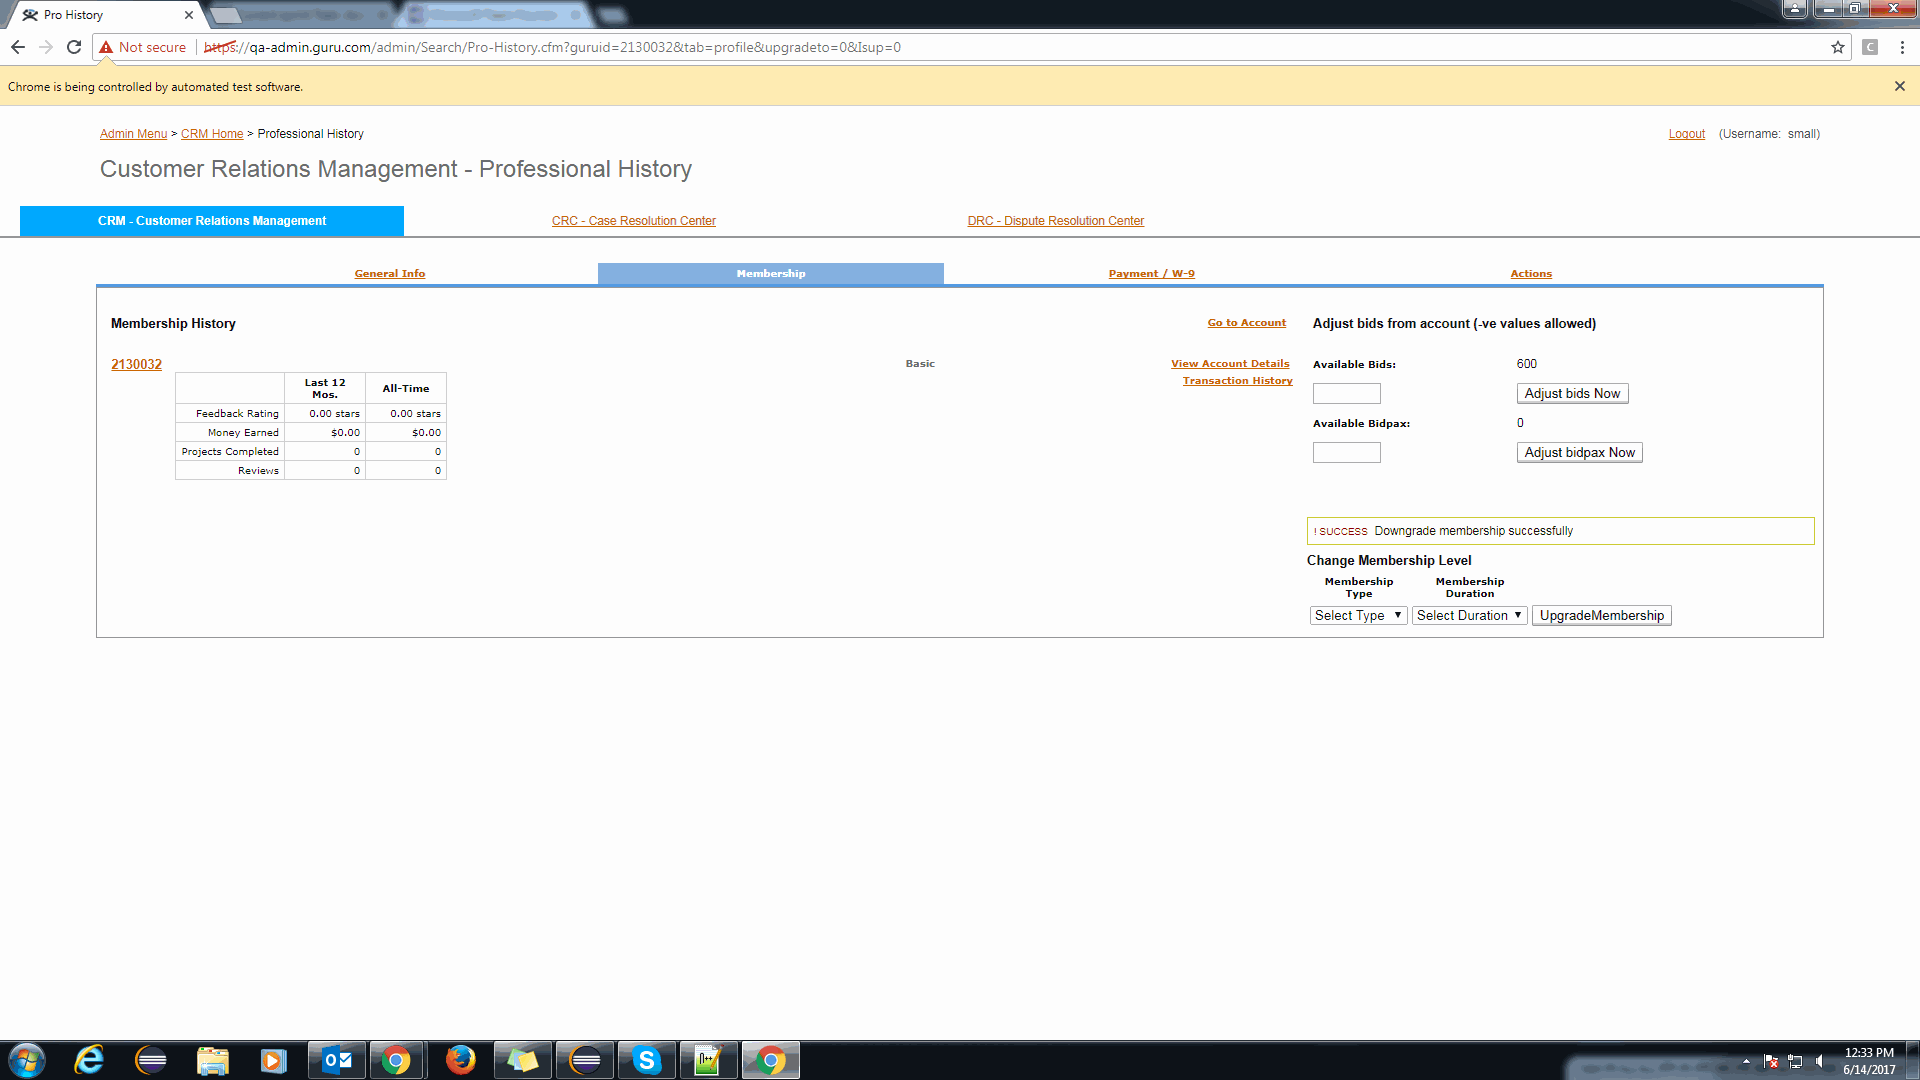 Pro History
Not secure https://qa-admin.guru.com/admin/Search/Pro-History.cfm?guruid=2130032&tab=profile&upgradeto=0&Isup=0
Chrome is being controlled by automated test software.
Admin Menu > CRM Home > Professional History
Logout (Username: small)
Customer Relations Management - Professional History
CRM - Customer Relations Management
CRC - Case Resolution Center
DRC - Dispute Resolution Center
General Info
Membership
Payment / W-9
Actions
Membership History
Go to Account
Adjust bids from account (-ve values allowed)
2130032
Basic
View Account Details
Transaction History
Available Bids: 600
Adjust bids Now
Available Bidpax: 0
Adjust bidpax Now
Last 12 Mos. All-Time
Feedback Rating 0.00 stars 0.00 stars
Money Earned $0.00 $0.00
Projects Completed 0 0
Reviews 0 0
! SUCCESS Downgrade membership successfully
Change Membership Level
Membership Type
Membership Duration
Select Type
Select Duration
UpgradeMembership
12:33 PM
6/14/2017